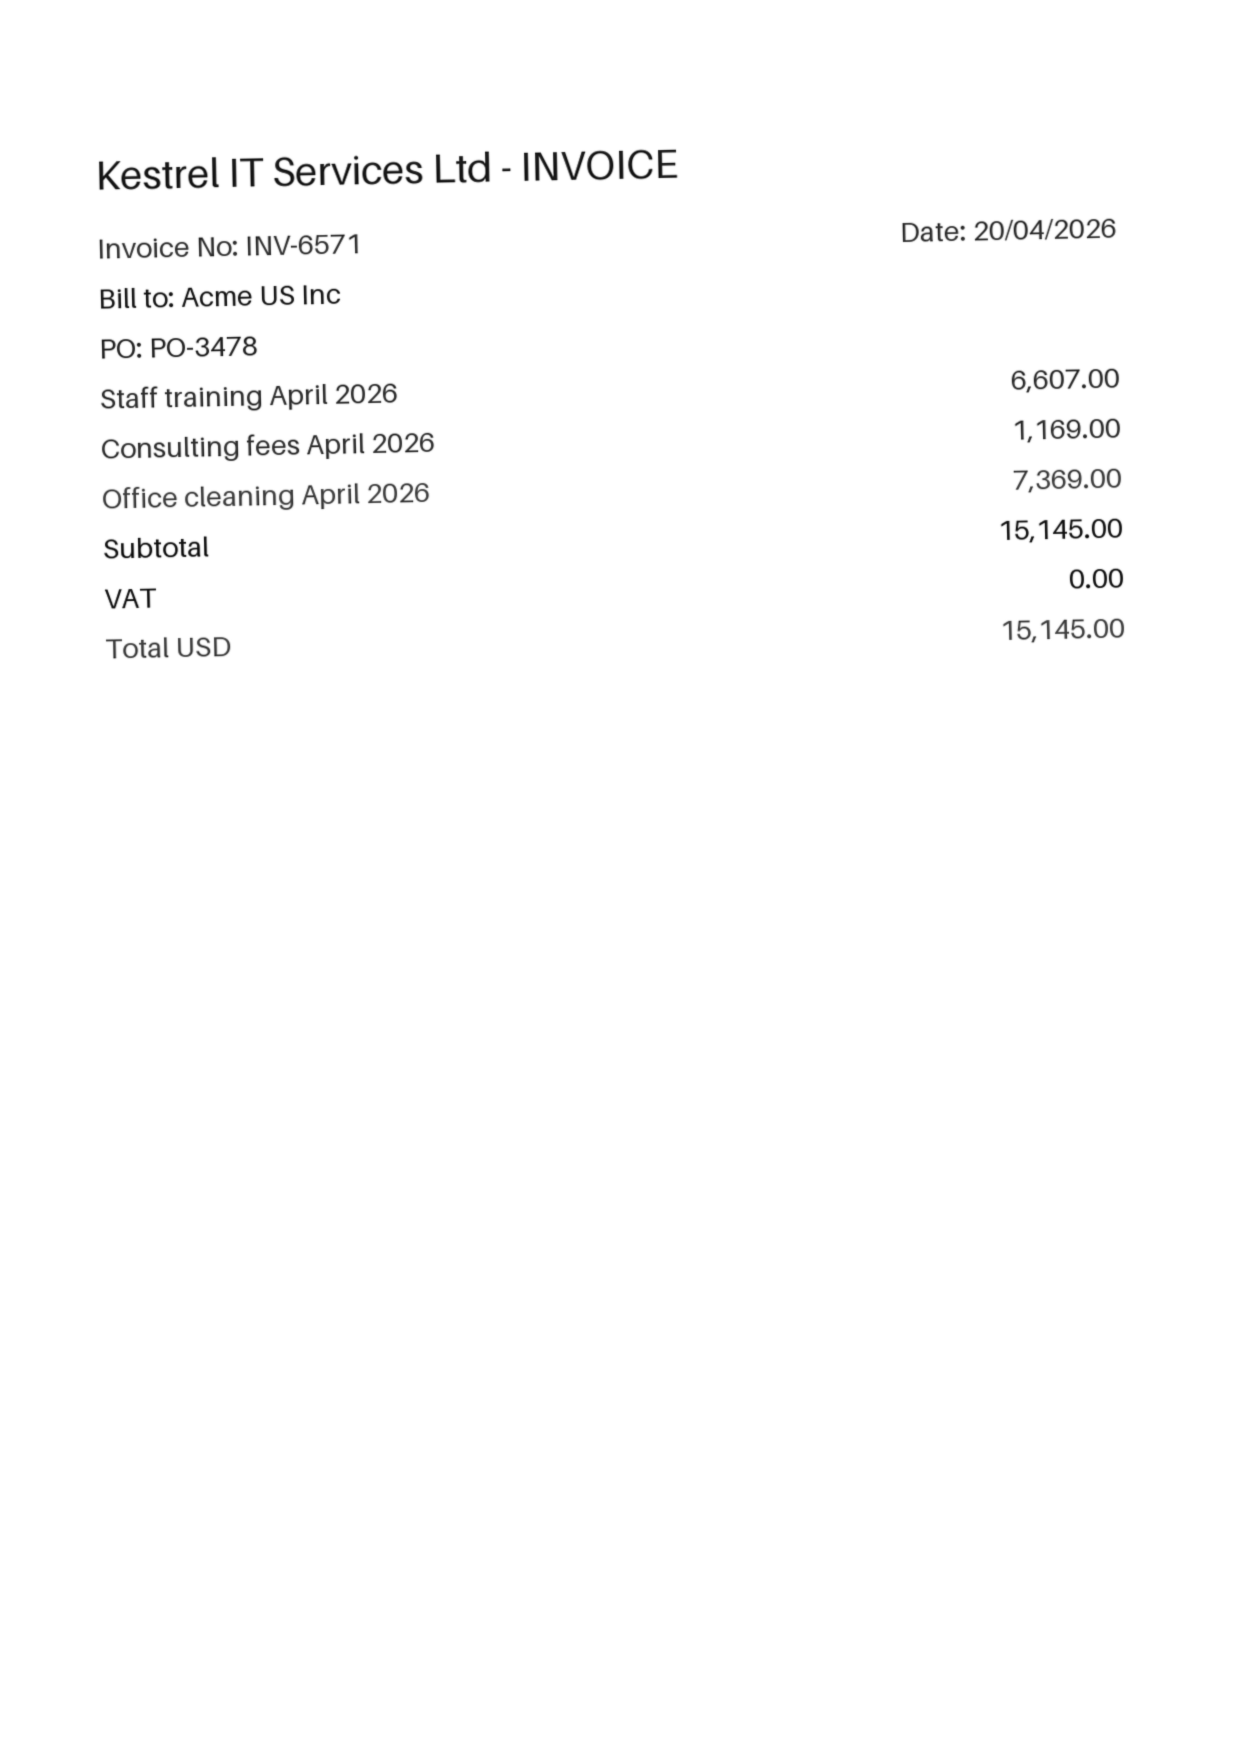 Kestrel IT Services Ltd - INVOICE
Invoice No: INV-6571 Date: 20/04/2026
Bill to: Acme US Inc
PO: PO-3478
Staff training April 2026 6,607.00
Consulting fees April 2026 1,169.00
Office cleaning April 2026 7,369.00
Subtotal 15,145.00
VAT 0.00
Total USD 15,145.00